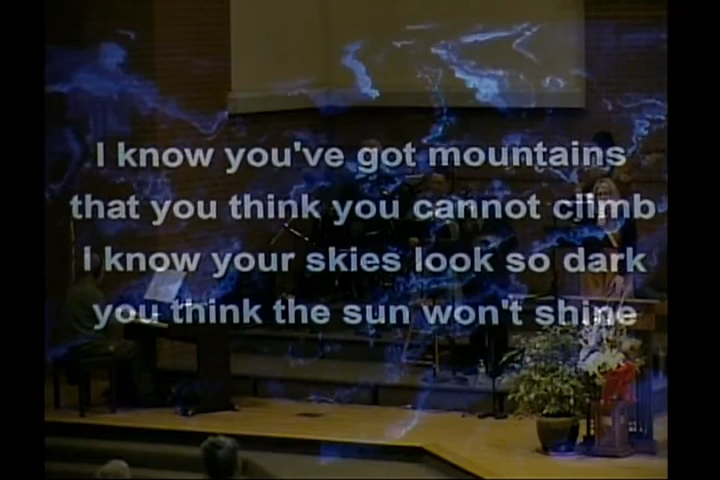 I know you've got mountains
that you think you cannot climb
I know your skies look so dark
you think the sun won't shine